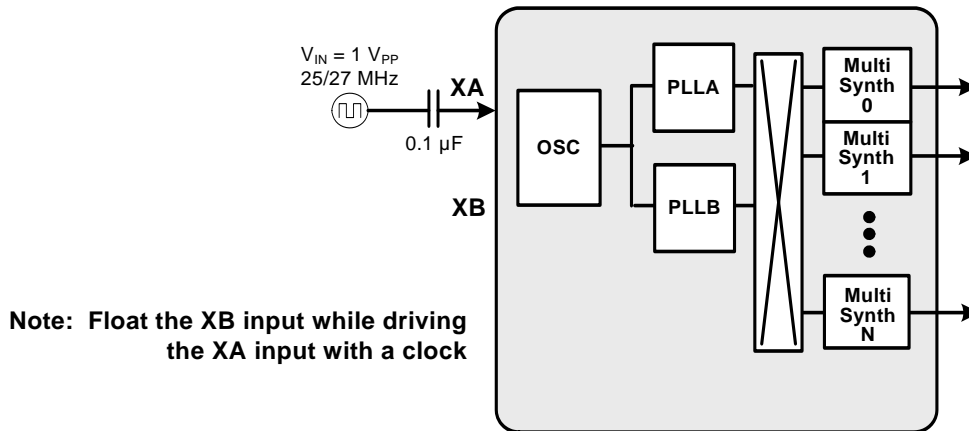 V_IN = 1 V_PP
25/27 MHz
XA
0.1 µF
XB
OSC
PLLA
PLLB
Multi
Synth
0
Multi
Synth
1
Multi
Synth
N
Note: Float the XB input while driving
the XA input with a clock